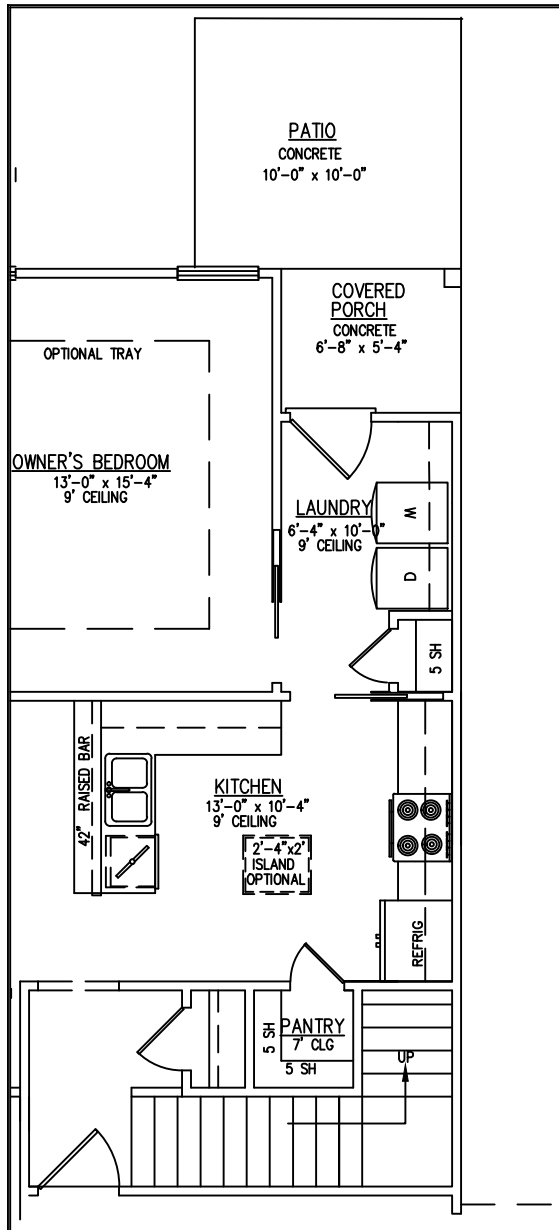 PATIO
CONCRETE
10'-0" x 10'-0"
COVERED
PORCH
CONCRETE
6'-8" x 5'-4"
OPTIONAL TRAY
OWNER'S BEDROOM
13'-0" x 15'-4"
9' CEILING
LAUNDRY
6'-4" x 10'-0"
9' CEILING
W
D
5 SH
42" RAISED BAR
KITCHEN
13'-0" x 10'-4"
9' CEILING
2'-4"x2'
ISLAND
OPTIONAL
REFRIG
5 SH
PANTRY
7' CLG
5 SH
UP